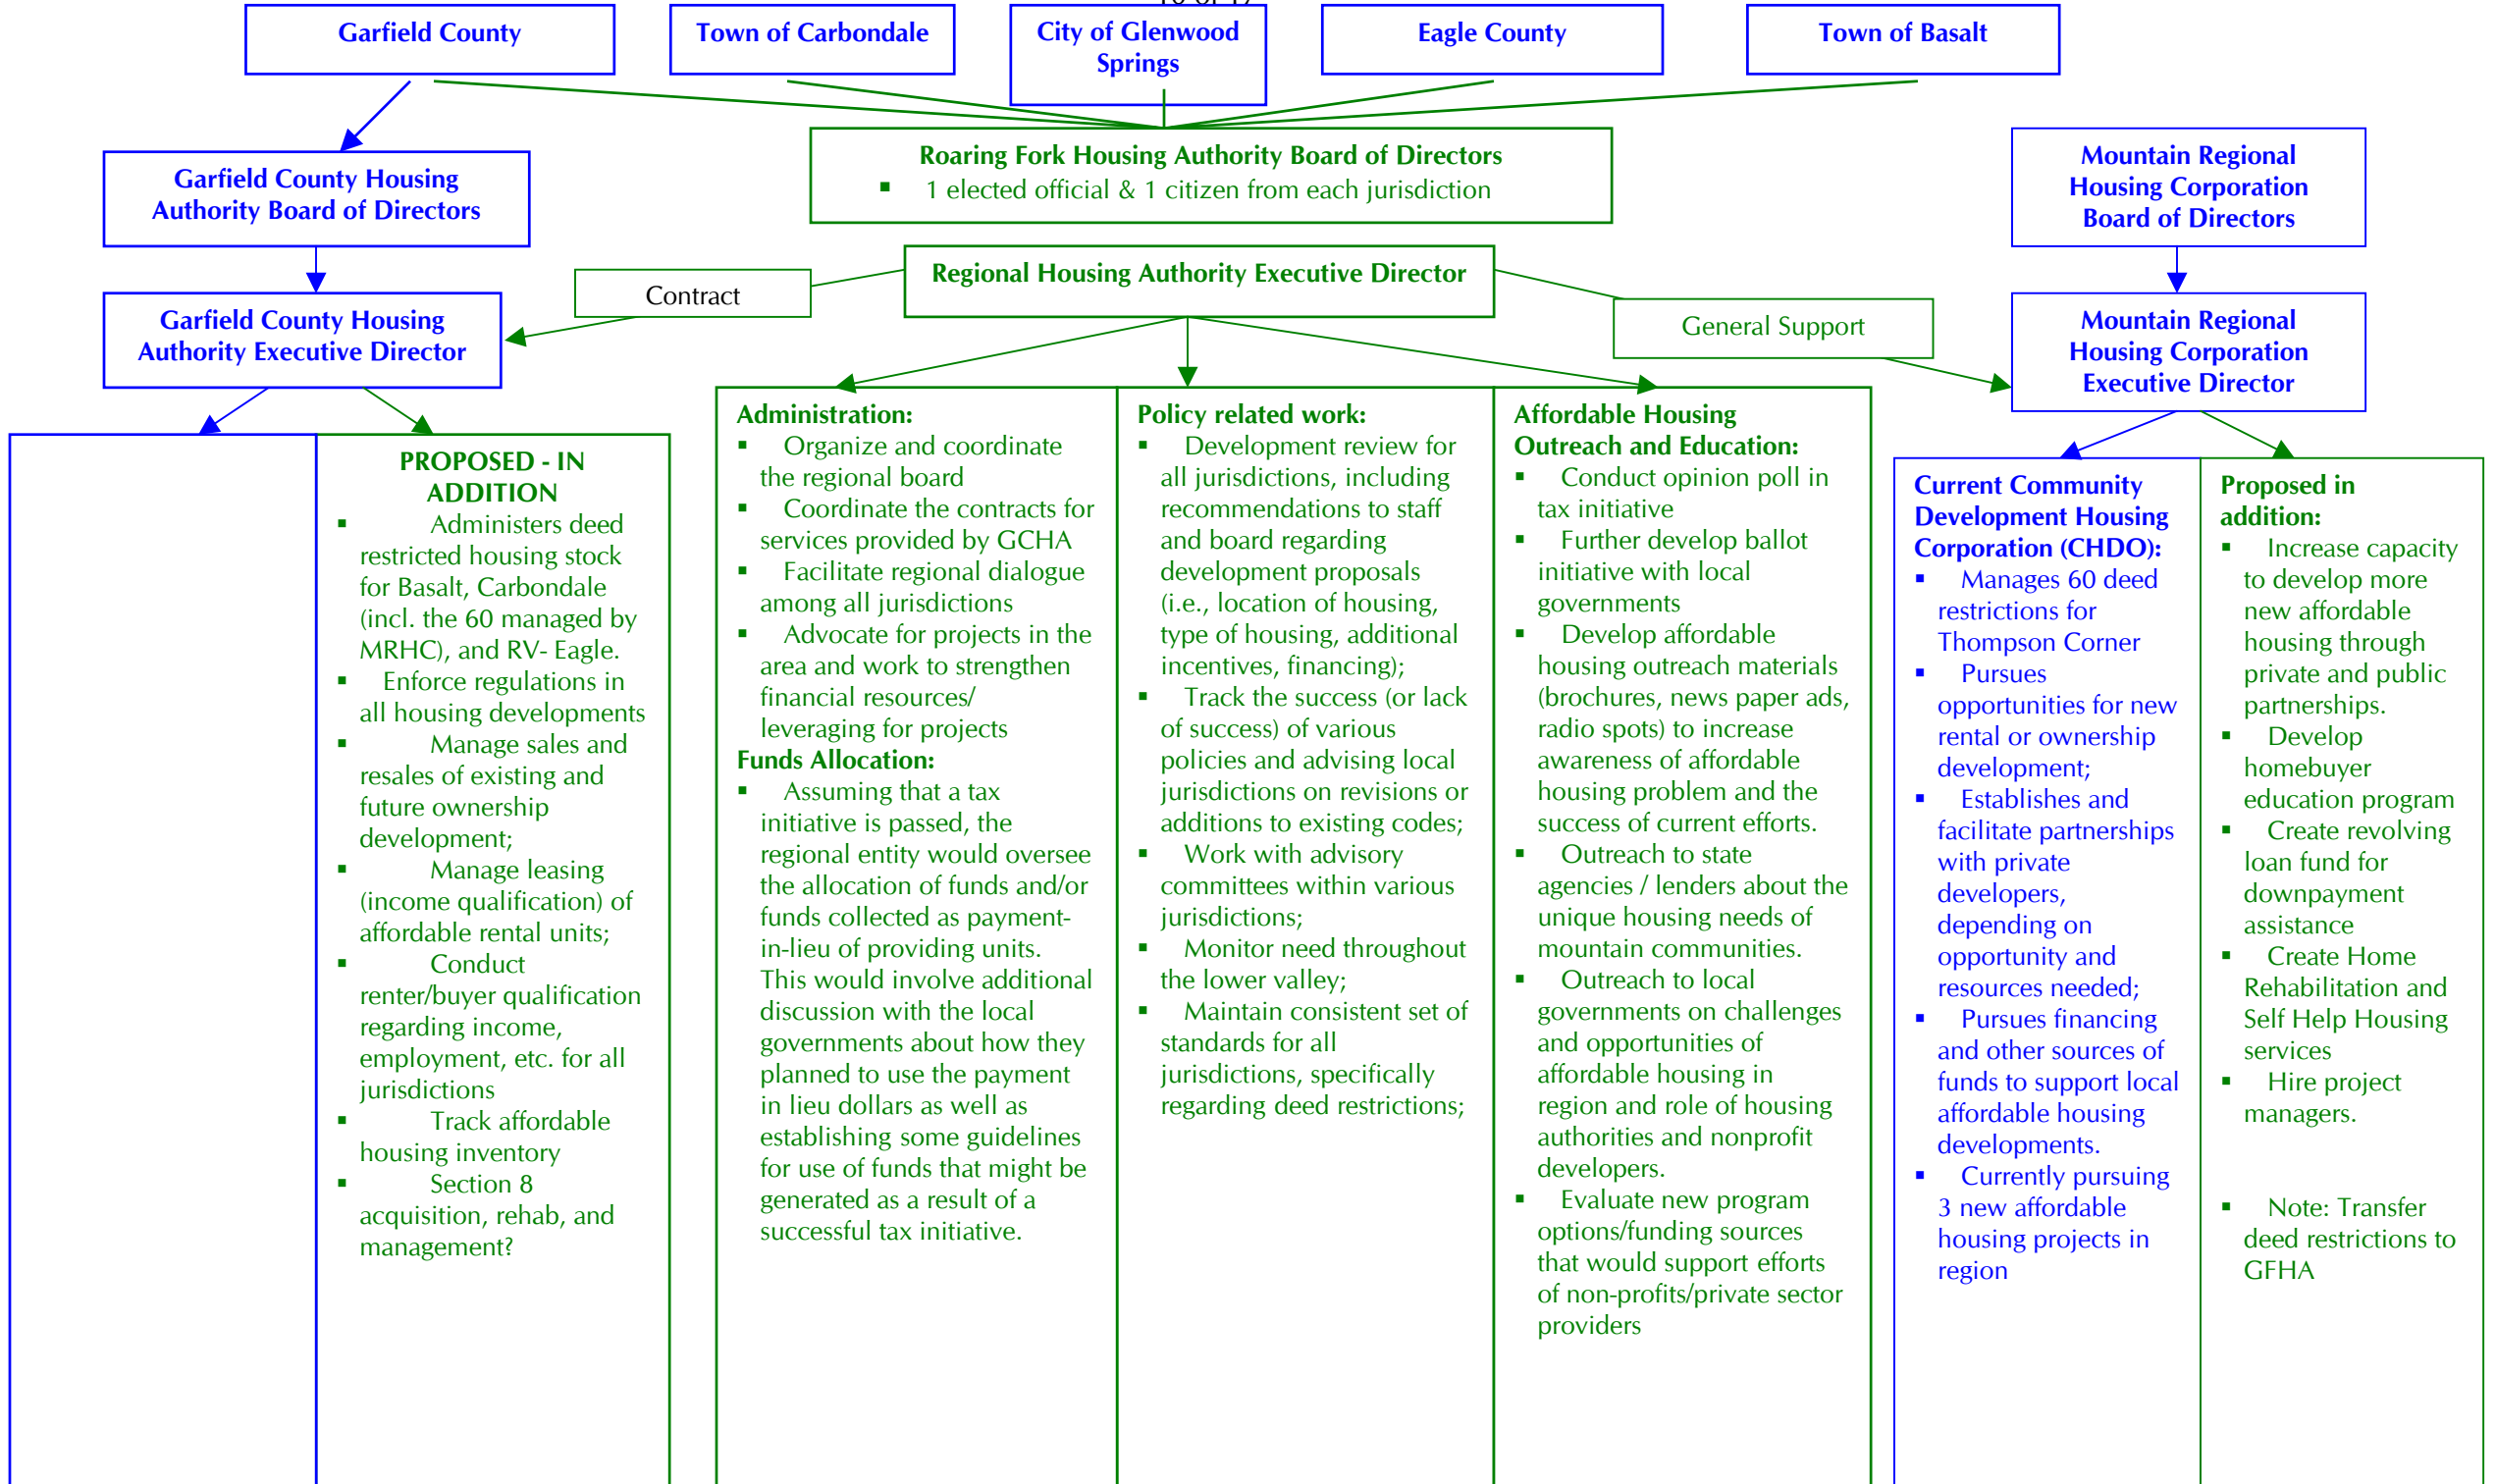 Garfield County
Town of Carbondale
City of Glenwood
Springs
Eagle County
Town of Basalt
Roaring Fork Housing Authority Board of Directors
▪ 1 elected official & 1 citizen from each jurisdiction
Garfield County Housing
Authority Board of Directors
Mountain Regional
Housing Corporation
Board of Directors
Regional Housing Authority Executive Director
Contract
General Support
Garfield County Housing
Authority Executive Director
Mountain Regional
Housing Corporation
Executive Director
PROPOSED - IN
ADDITION
▪ Administers deed
restricted housing stock
for Basalt, Carbondale
(incl. the 60 managed by
MRHC), and RV- Eagle.
▪ Enforce regulations in
all housing developments
▪ Manage sales and
resales of existing and
future ownership
development;
▪ Manage leasing
(income qualification) of
affordable rental units;
▪ Conduct
renter/buyer qualification
regarding income,
employment, etc. for all
jurisdictions
▪ Track affordable
housing inventory
▪ Section 8
acquisition, rehab, and
management?
Administration:
▪ Organize and coordinate
the regional board
▪ Coordinate the contracts for
services provided by GCHA
▪ Facilitate regional dialogue
among all jurisdictions
▪ Advocate for projects in the
area and work to strengthen
financial resources/
leveraging for projects
Funds Allocation:
▪ Assuming that a tax
initiative is passed, the
regional entity would oversee
the allocation of funds and/or
funds collected as payment-
in-lieu of providing units.
This would involve additional
discussion with the local
governments about how they
planned to use the payment
in lieu dollars as well as
establishing some guidelines
for use of funds that might be
generated as a result of a
successful tax initiative.
Policy related work:
▪ Development review for
all jurisdictions, including
recommendations to staff
and board regarding
development proposals
(i.e., location of housing,
type of housing, additional
incentives, financing);
▪ Track the success (or lack
of success) of various
policies and advising local
jurisdictions on revisions or
additions to existing codes;
▪ Work with advisory
committees within various
jurisdictions;
▪ Monitor need throughout
the lower valley;
▪ Maintain consistent set of
standards for all
jurisdictions, specifically
regarding deed restrictions;
Affordable Housing
Outreach and Education:
▪ Conduct opinion poll in
tax initiative
▪ Further develop ballot
initiative with local
governments
▪ Develop affordable
housing outreach materials
(brochures, news paper ads,
radio spots) to increase
awareness of affordable
housing problem and the
success of current efforts.
▪ Outreach to state
agencies / lenders about the
unique housing needs of
mountain communities.
▪ Outreach to local
governments on challenges
and opportunities of
affordable housing in
region and role of housing
authorities and nonprofit
developers.
▪ Evaluate new program
options/funding sources
that would support efforts
of non-profits/private sector
providers
Current Community
Development Housing
Corporation (CHDO):
▪ Manages 60 deed
restrictions for
Thompson Corner
▪ Pursues
opportunities for new
rental or ownership
development;
▪ Establishes and
facilitate partnerships
with private
developers,
depending on
opportunity and
resources needed;
▪ Pursues financing
and other sources of
funds to support local
affordable housing
developments.
▪ Currently pursuing
3 new affordable
housing projects in
region
Proposed in
addition:
▪ Increase capacity
to develop more
new affordable
housing through
private and public
partnerships.
▪ Develop
homebuyer
education program
▪ Create revolving
loan fund for
downpayment
assistance
▪ Create Home
Rehabilitation and
Self Help Housing
services
▪ Hire project
managers.
▪ Note: Transfer
deed restrictions to
GFHA